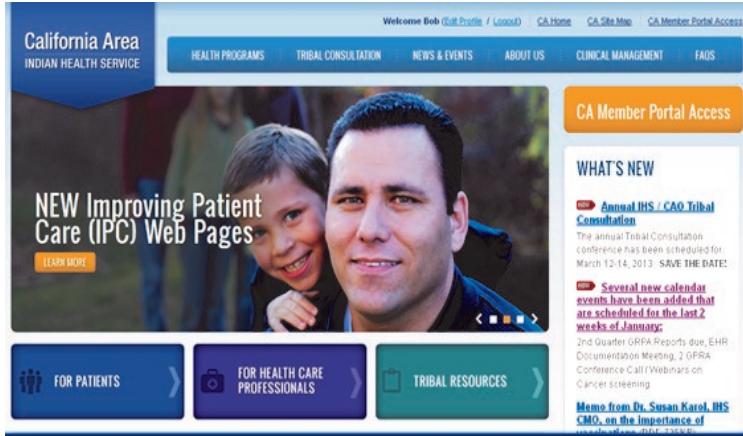 Welcome Bob (Edit Profile / Logout) CA Home CA Site Map CA Member Portal Access
California Area
INDIAN HEALTH SERVICE
HEALTH PROGRAMS TRIBAL CONSULTATION NEWS & EVENTS ABOUT US CLINICAL MANAGEMENT FAQS
NEW Improving Patient
Care (IPC) Web Pages
LEARN MORE
FOR PATIENTS
FOR HEALTH CARE
PROFESSIONALS
TRIBAL RESOURCES
CA Member Portal Access
WHAT'S NEW
NEW Annual IHS / CAO Tribal
Consultation
The annual Tribal Consultation
conference has been scheduled for
March 12-14, 2013. SAVE THE DATE!
NEW Several new calendar
events have been added that
are scheduled for the last 2
weeks of January:
2nd Quarter GRPA Reports due, EHR
Documentation Meeting, 2 GPRA
Conference Call / Webinars on
Cancer screening
Memo from Dr. Susan Karol, IHS
CMO, on the importance of
vaccinations (PDF 725KB)